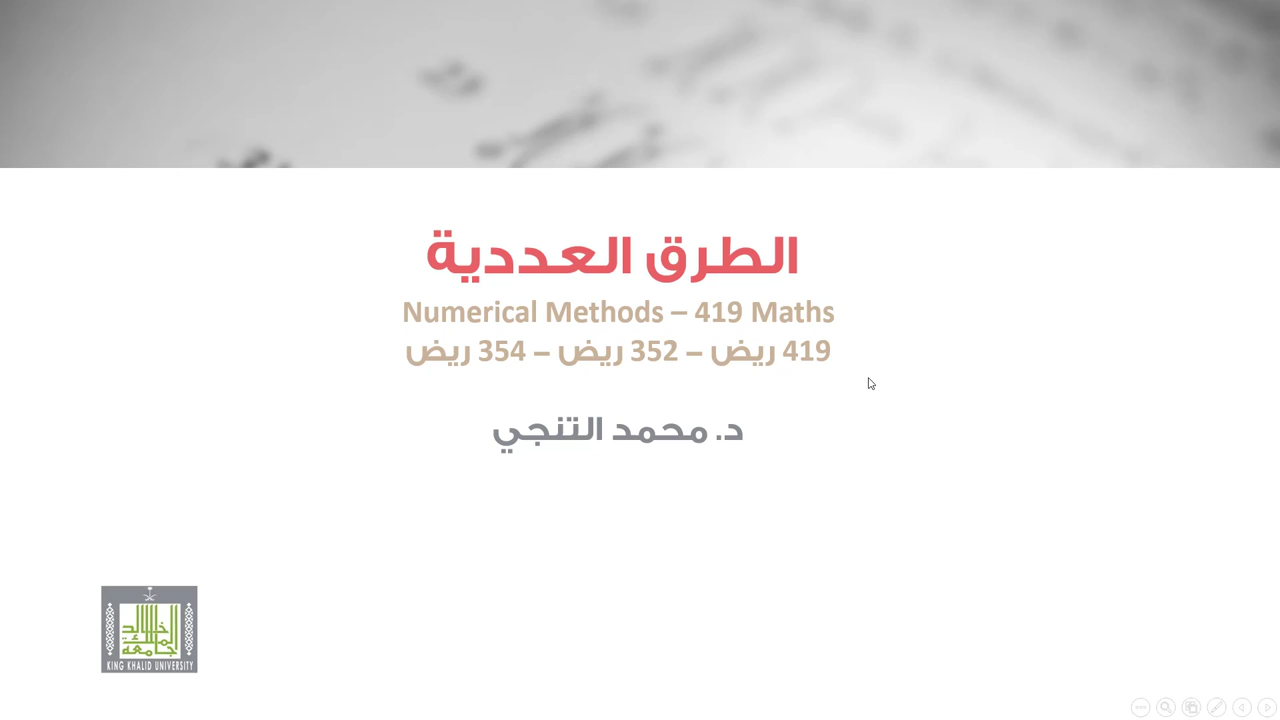 الطرق العددية
Numerical Methods – 419 Maths
419 ريض – 352 ريض – 354 ريض
د. محمد التنجي
جامعة الملك خالد
KING KHALID UNIVERSITY